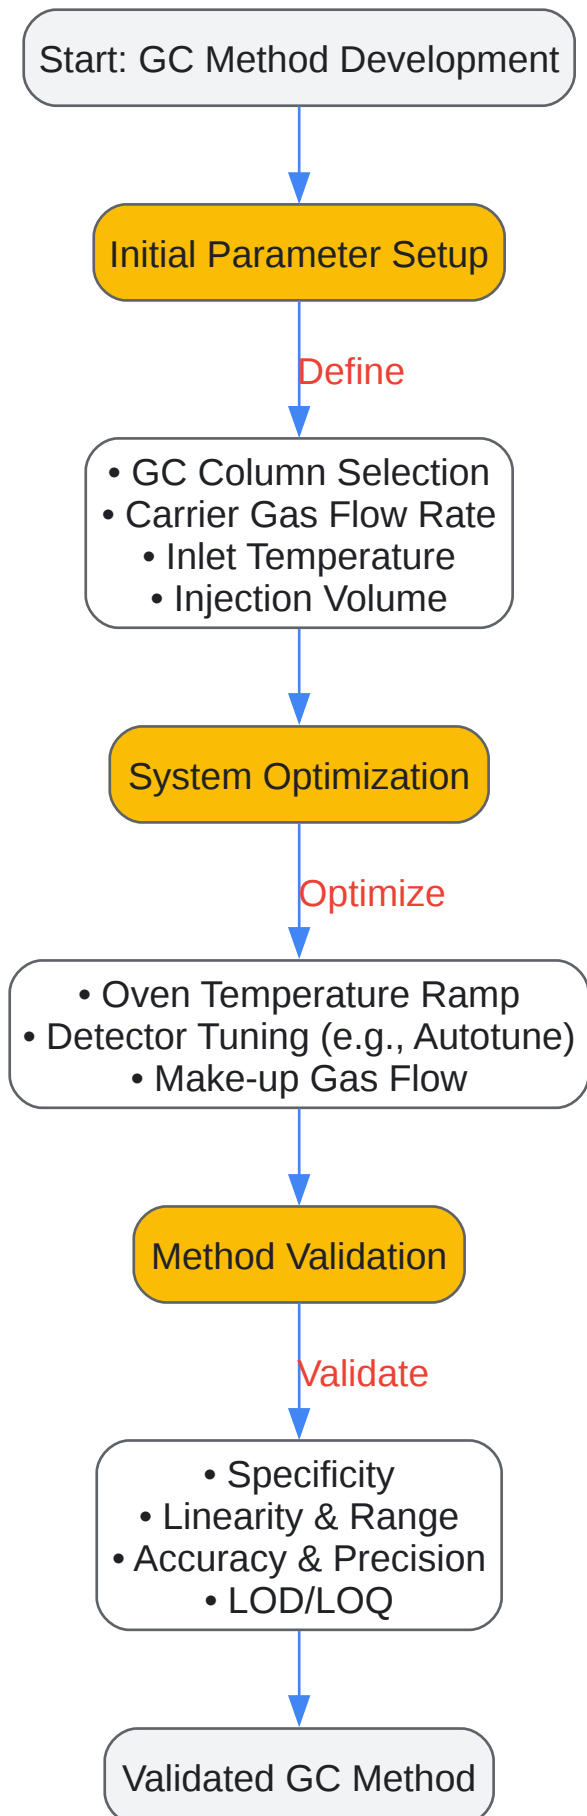 Start: GC Method Development
Initial Parameter Setup
Define
• GC Column Selection
• Carrier Gas Flow Rate
• Inlet Temperature
• Injection Volume
System Optimization
Optimize
• Oven Temperature Ramp
• Detector Tuning (e.g., Autotune)
• Make-up Gas Flow
Method Validation
Validate
• Specificity
• Linearity & Range
• Accuracy & Precision
• LOD/LOQ
Validated GC Method